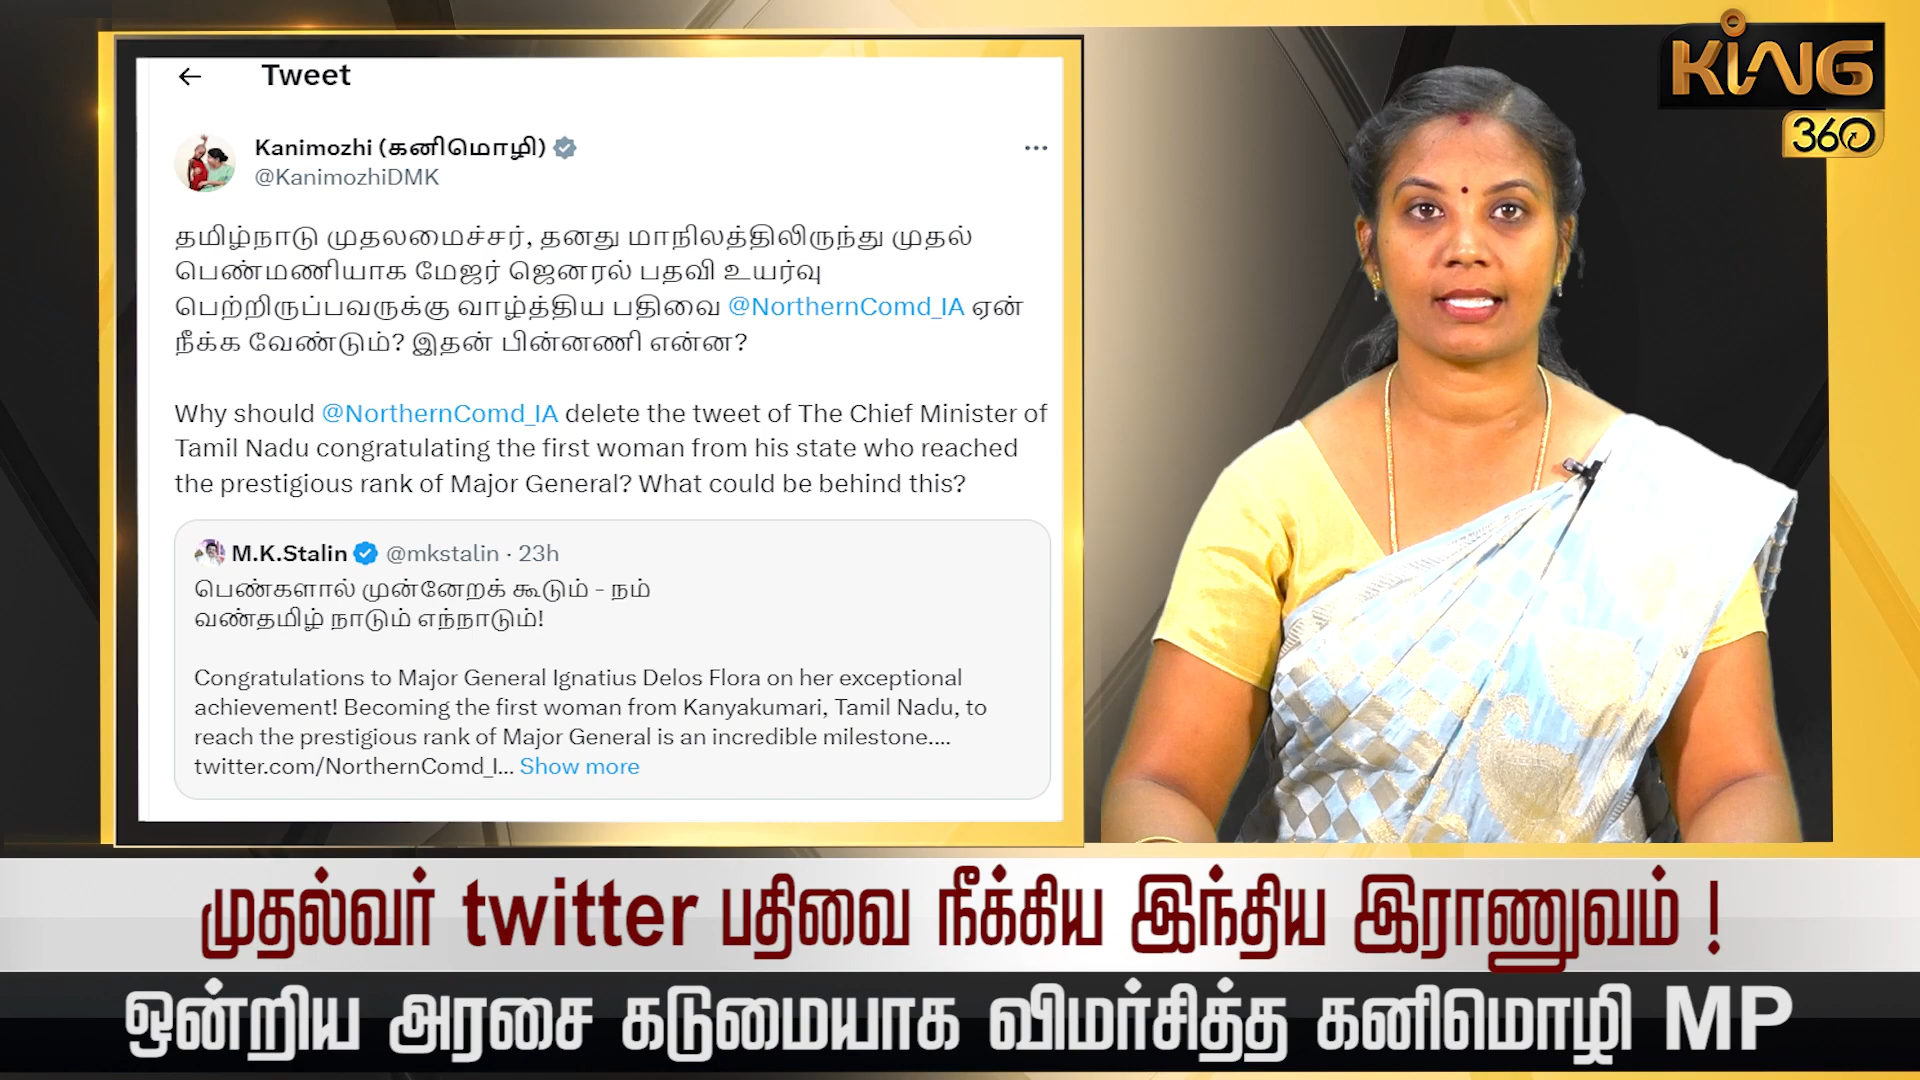 Tweet
Kanimozhi (கனிமொழி)
@KanimozhiDMK
தமிழ்நாடு முதலமைச்சர், தனது மாநிலத்திலிருந்து முதல்
பெண்மணியாக மேஜர் ஜெனரல் பதவி உயர்வு
பெற்றிருப்பவருக்கு வாழ்த்திய பதிவை @NorthernComd_IA ஏன்
நீக்க வேண்டும்? இதன் பின்னணி என்ன?
Why should @NorthernComd_IA delete the tweet of The Chief Minister of
Tamil Nadu congratulating the first woman from his state who reached
the prestigious rank of Major General? What could be behind this?
M.K.Stalin @mkstalin · 23h
பெண்களால் முன்னேறக் கூடும் - நம்
வண்தமிழ் நாடும் எந்நாடும்!
Congratulations to Major General Ignatius Delos Flora on her exceptional
achievement! Becoming the first woman from Kanyakumari, Tamil Nadu, to
reach the prestigious rank of Major General is an incredible milestone....
twitter.com/NorthernComd_I... Show more
KING
360
முதல்வர் twitter பதிவை நீக்கிய இந்திய இராணுவம் !
ஒன்றிய அரசை கடுமையாக விமர்சித்த கனிமொழி MP